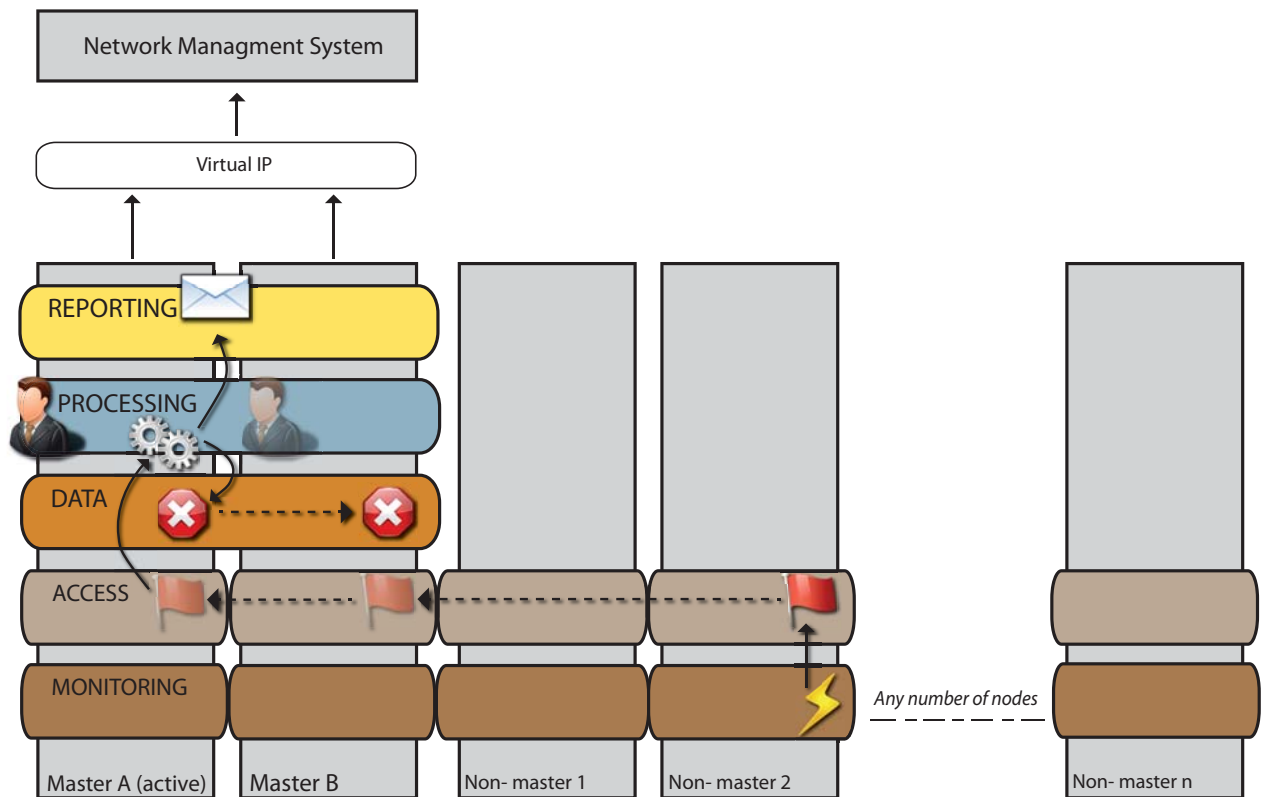 Network Managment System
Virtual IP
REPORTING
PROCESSING
DATA
ACCESS
MONITORING
Any number of nodes
Master A (active)
Master B
Non- master 1
Non- master 2
Non- master n